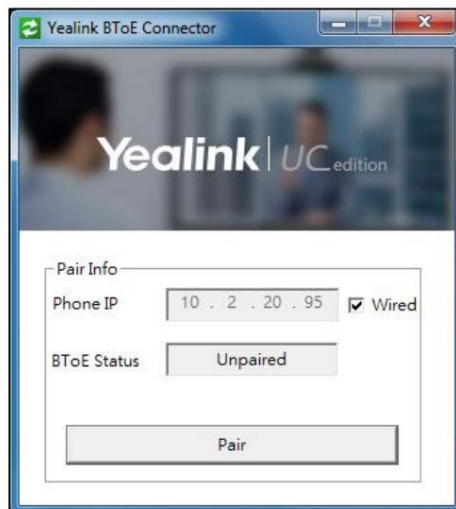 Yealink BToE Connector
Yealink | UC edition
Pair Info
Phone IP 10 . 2 . 20 . 95 Wired
BToE Status Unpaired
Pair